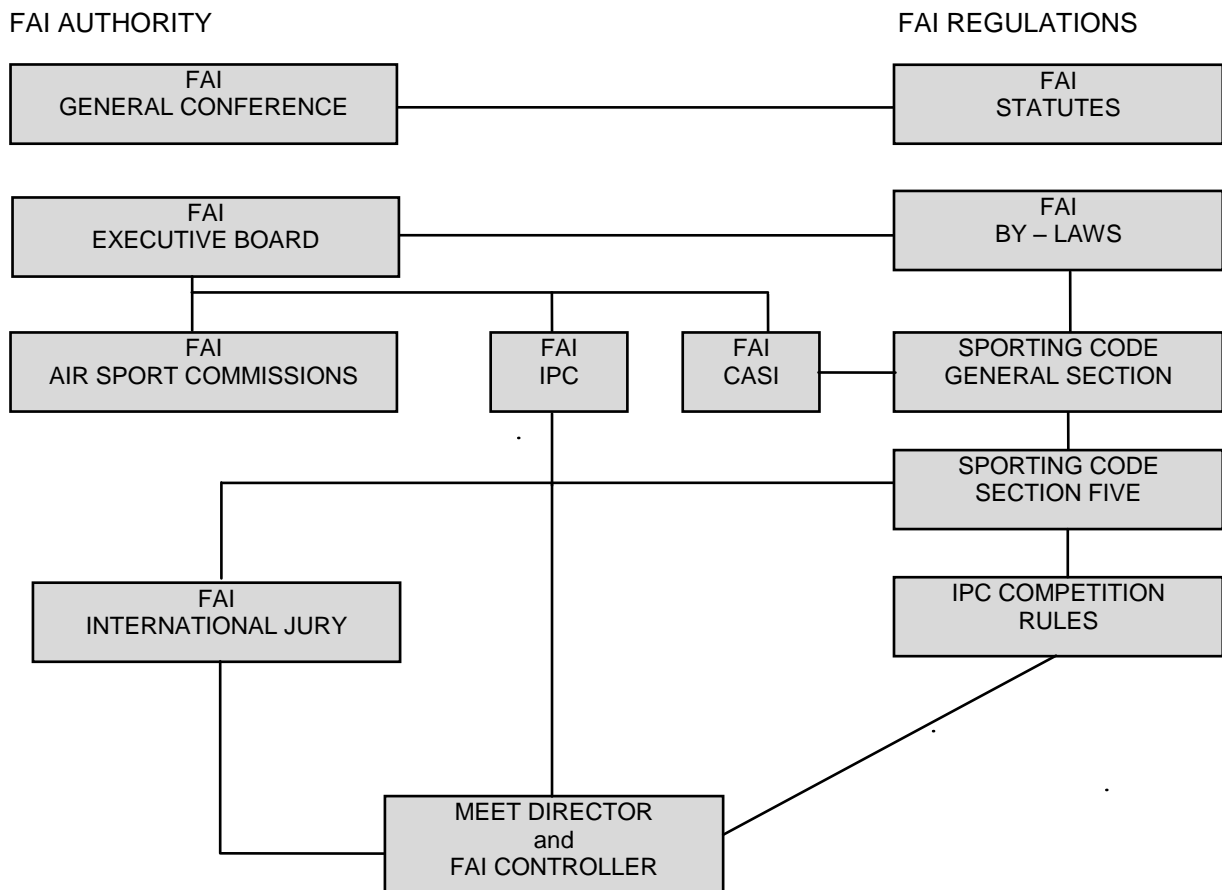 FAI AUTHORITY
FAI REGULATIONS
FAI
GENERAL CONFERENCE
FAI
STATUTES
FAI
EXECUTIVE BOARD
FAI
BY – LAWS
FAI
AIR SPORT COMMISSIONS
FAI
IPC
FAI
CASI
SPORTING CODE
GENERAL SECTION
SPORTING CODE
SECTION FIVE
FAI
INTERNATIONAL JURY
IPC COMPETITION
RULES
MEET DIRECTOR
and
FAI CONTROLLER